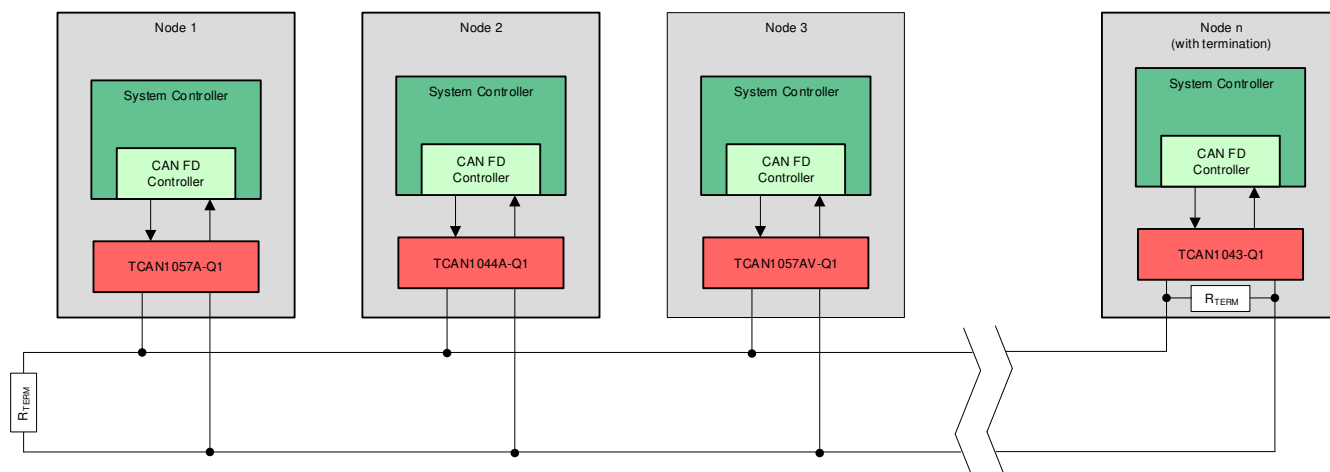 Node 1
System Controller
CAN FD
Controller
TCAN1057A-Q1
Node 2
System Controller
CAN FD
Controller
TCAN1044A-Q1
Node 3
System Controller
CAN FD
Controller
TCAN1057AV-Q1
Node n
(with termination)
System Controller
CAN FD
Controller
TCAN1043-Q1
RTERM
RTERM